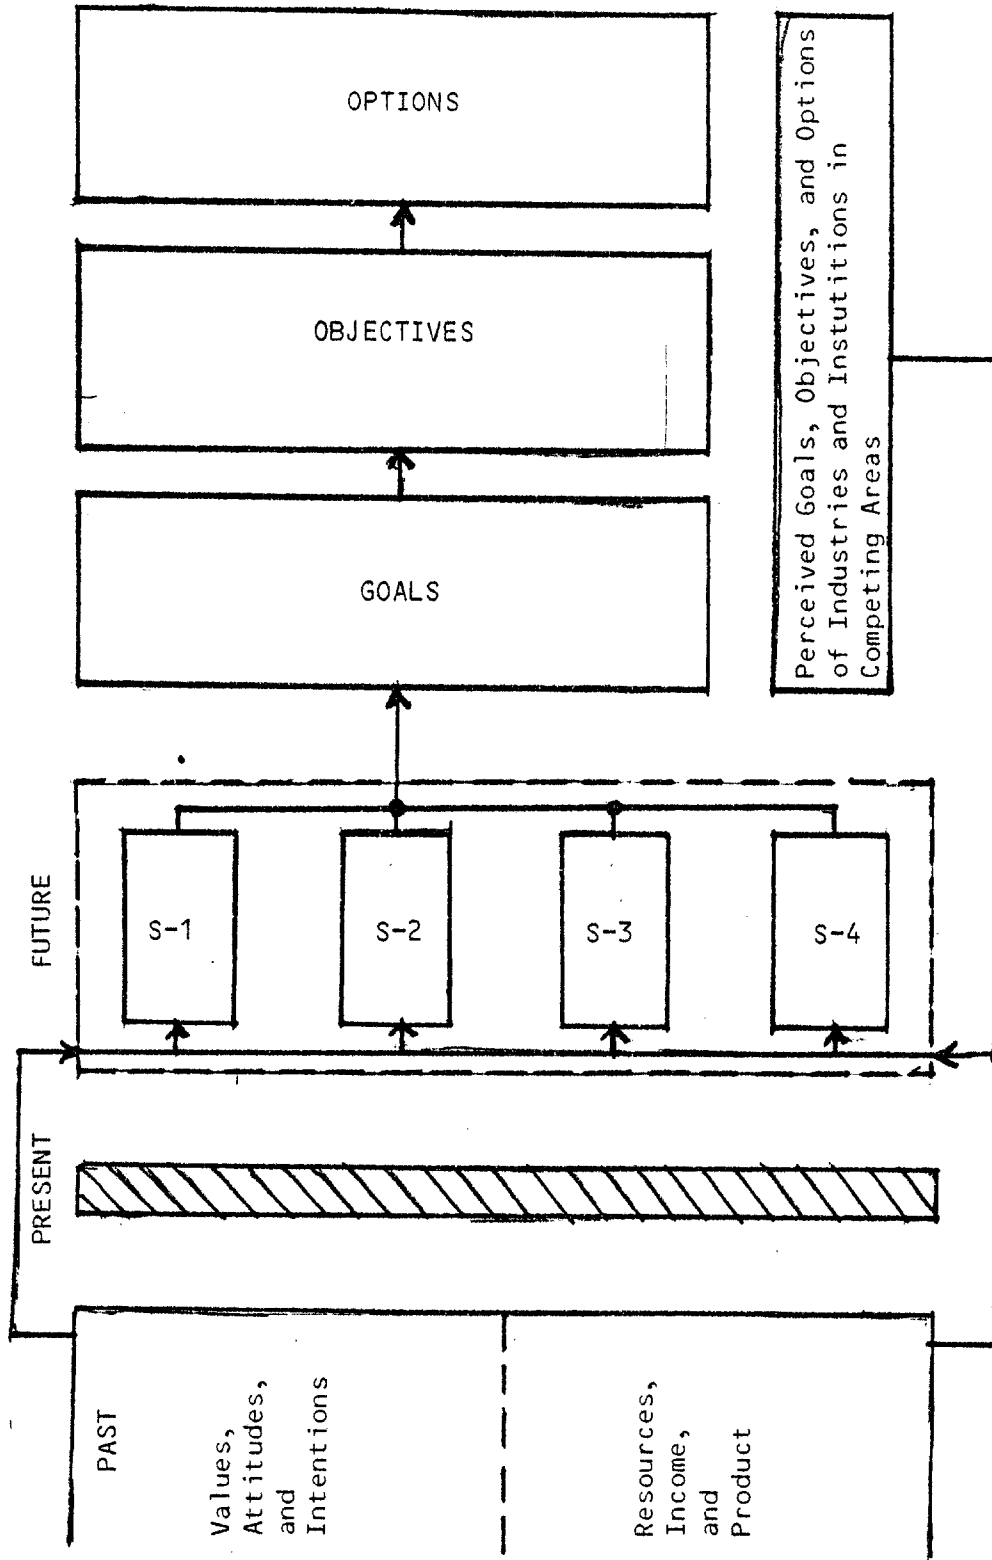 PAST
Values,
Attitudes,
and
Intentions
Resources,
Income,
and
Product
PRESENT
FUTURE
S-1
S-2
S-3
S-4
GOALS
OBJECTIVES
OPTIONS
Perceived Goals, Objectives, and Options
of Industries and Instutitions in
Competing Areas